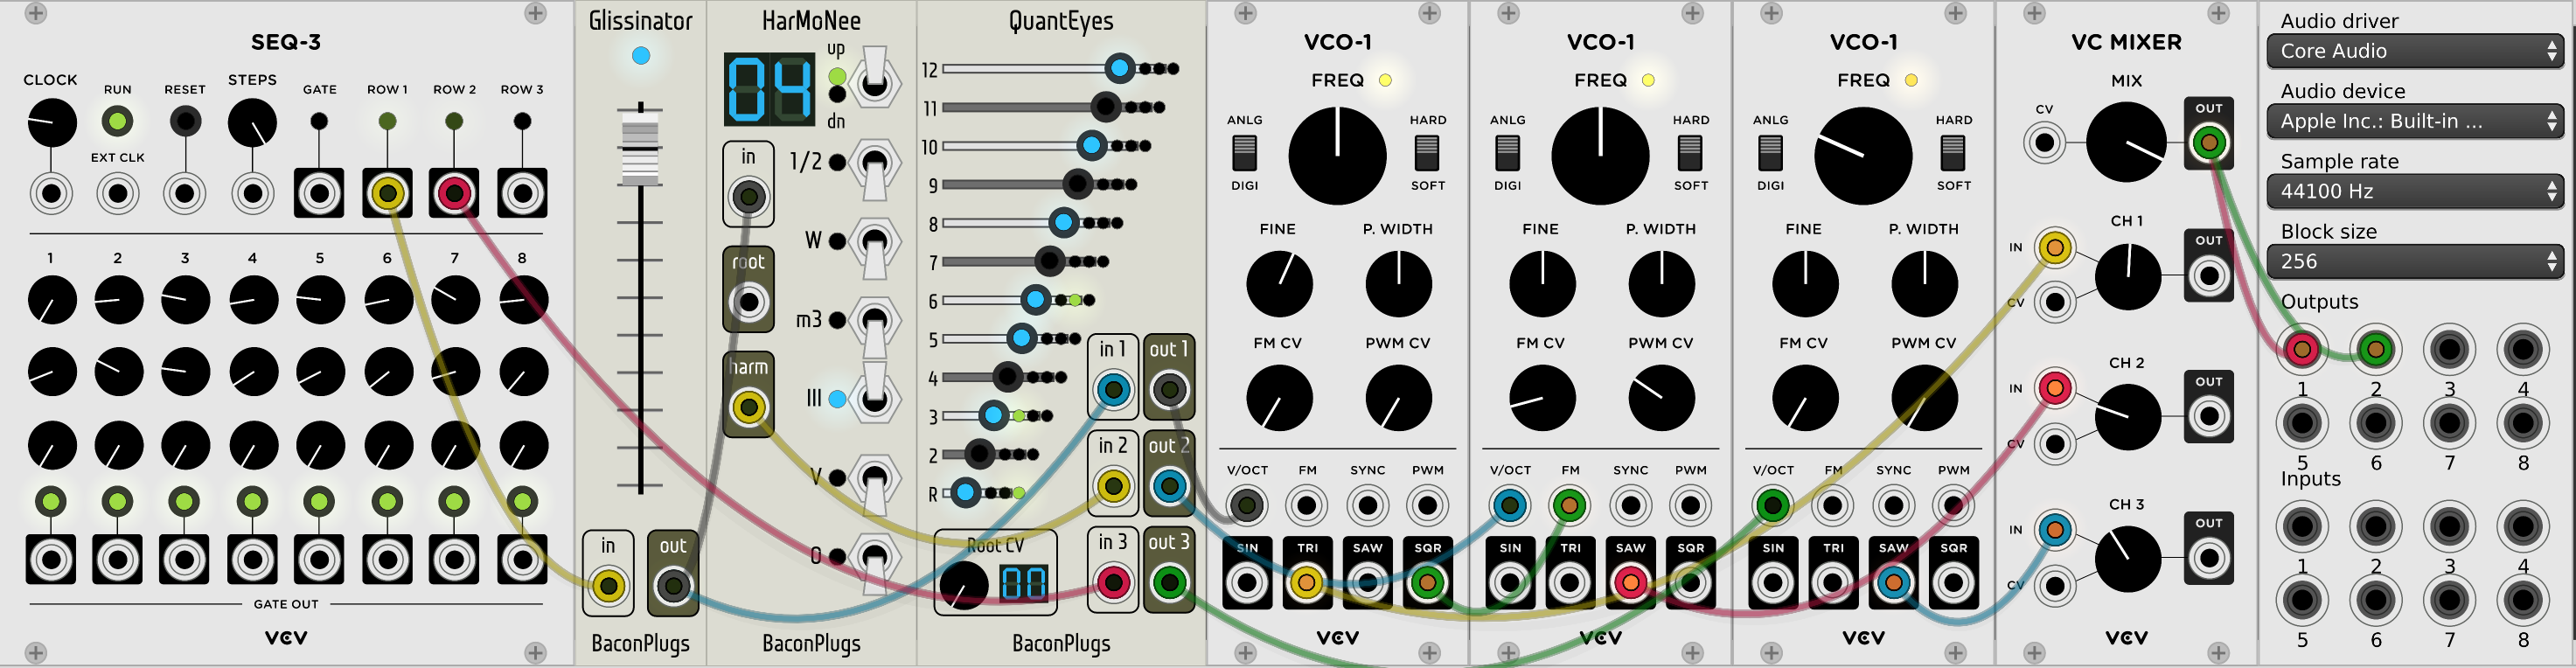 SEQ-3
CLOCK RUN RESET STEPS GATE ROW 1 ROW 2 ROW 3
EXT CLK
1 2 3 4 5 6 7 8
GATE OUT
VCV
Glissinator
in out
BaconPlugs
HarMoNee
04
up
dn
in
1/2
W
root
m3
harm
III
V
O
BaconPlugs
QuantEyes
12
11
10
9
8
7
6
5
4
3
2
R
in 1 out 1
in 2 out 2
in 3 out 3
Root CV
00
BaconPlugs
VCO-1
FREQ
ANLG HARD
DIGI SOFT
FINE P. WIDTH
FM CV PWM CV
V/OCT FM SYNC PWM
SIN TRI SAW SQR
VCV
VCO-1
FREQ
ANLG HARD
DIGI SOFT
FINE P. WIDTH
FM CV PWM CV
V/OCT FM SYNC PWM
SIN TRI SAW SQR
VCV
VCO-1
FREQ
ANLG HARD
DIGI SOFT
FINE P. WIDTH
FM CV PWM CV
V/OCT FM SYNC PWM
SIN TRI SAW SQR
VCV
VC MIXER
MIX
CV OUT
CH 1
IN OUT
CV
CH 2
IN OUT
CV
CH 3
IN OUT
CV
VCV
Audio driver
Core Audio
Audio device
Apple Inc.: Built-in ...
Sample rate
44100 Hz
Block size
256
Outputs
1 2 3 4
5 6 7 8
Inputs
1 2 3 4
5 6 7 8